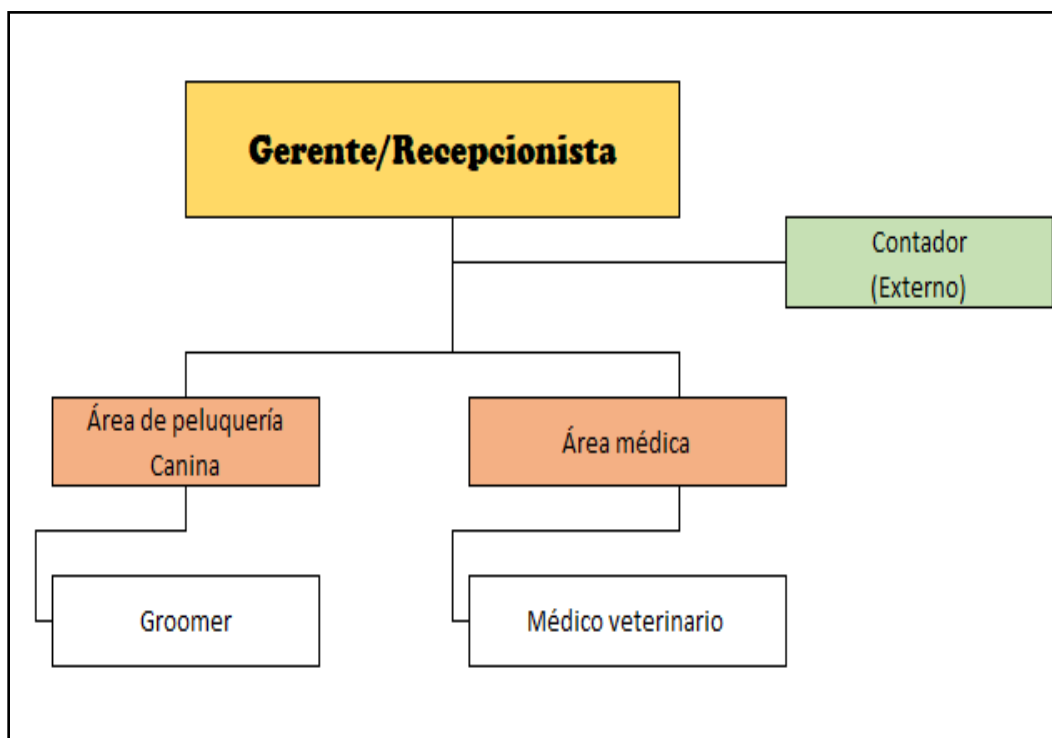 Gerente/Recepcionista
Contador
(Externo)
Área de peluquería
Canina
Área médica
Groomer
Médico veterinario